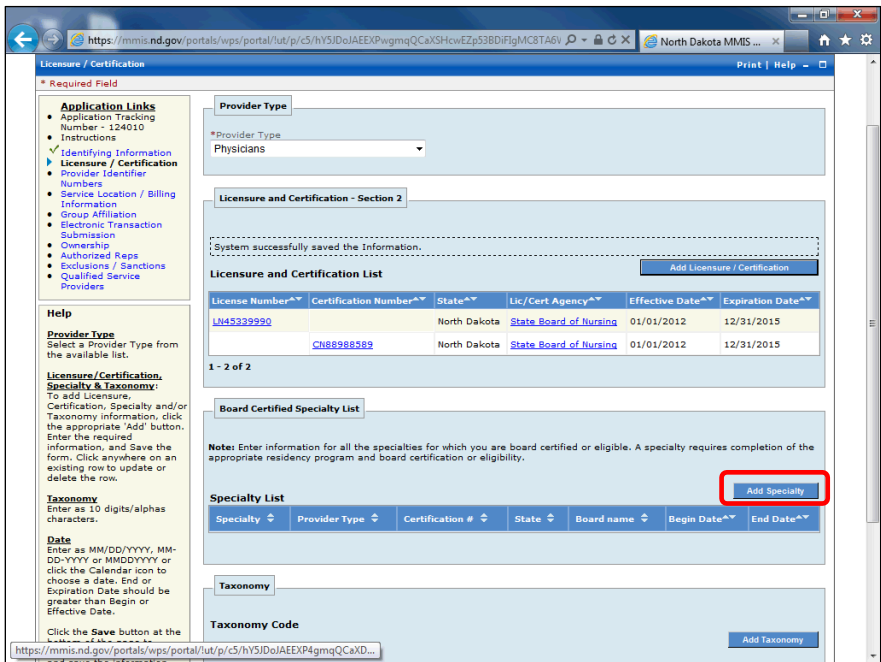 https://mmis.nd.gov/portals/wps/portal/!ut/p/c5/hY5JDoJAEEXPwgmqQCaXSHcwEZp53BDiFIgMC8TA6V
North Dakota MMIS ...
Licensure / Certification
Print | Help
* Required Field
Application Links
Application Tracking
Number - 124010
Instructions
Identifying Information
Licensure / Certification
Provider Identifier
Numbers
Service Location / Billing
Information
Group Affiliation
Electronic Transaction
Submission
Ownership
Authorized Reps
Exclusions / Sanctions
Qualified Service
Providers
Help
Provider Type
Select a Provider Type from
the available list.
Licensure/Certification,
Specialty & Taxonomy:
To add Licensure,
Certification, Specialty and/or
Taxonomy information, click
the appropriate 'Add' button.
Enter the required
information, and Save the
form. Click anywhere on an
existing row to update or
delete the row.
Taxonomy
Enter as 10 digits/alphas
characters.
Date
Enter as MM/DD/YYYY, MM-
DD-YYYY or MMDDYYYY or
click the Calendar icon to
choose a date. End or
Expiration Date should be
greater than Begin or
Effective Date.
Click the Save button at the
Provider Type
*Provider Type
Physicians
Licensure and Certification - Section 2
System successfully saved the Information.
Licensure and Certification List
Add Licensure / Certification
License Number Certification Number State Lic/Cert Agency Effective Date Expiration Date
LN45339990 North Dakota State Board of Nursing 01/01/2012 12/31/2015
CN88988589 North Dakota State Board of Nursing 01/01/2012 12/31/2015
1 - 2 of 2
Board Certified Specialty List
Note: Enter information for all the specialties for which you are board certified or eligible. A specialty requires completion of the
appropriate residency program and board certification or eligibility.
Add Specialty
Specialty List
Specialty Provider Type Certification # State Board name Begin Date End Date
Taxonomy
Taxonomy Code
Add Taxonomy
https://mmis.nd.gov/portals/wps/portal/!ut/p/c5/hY5JDoJAEEXP4gmqQCaXD...
and save the information